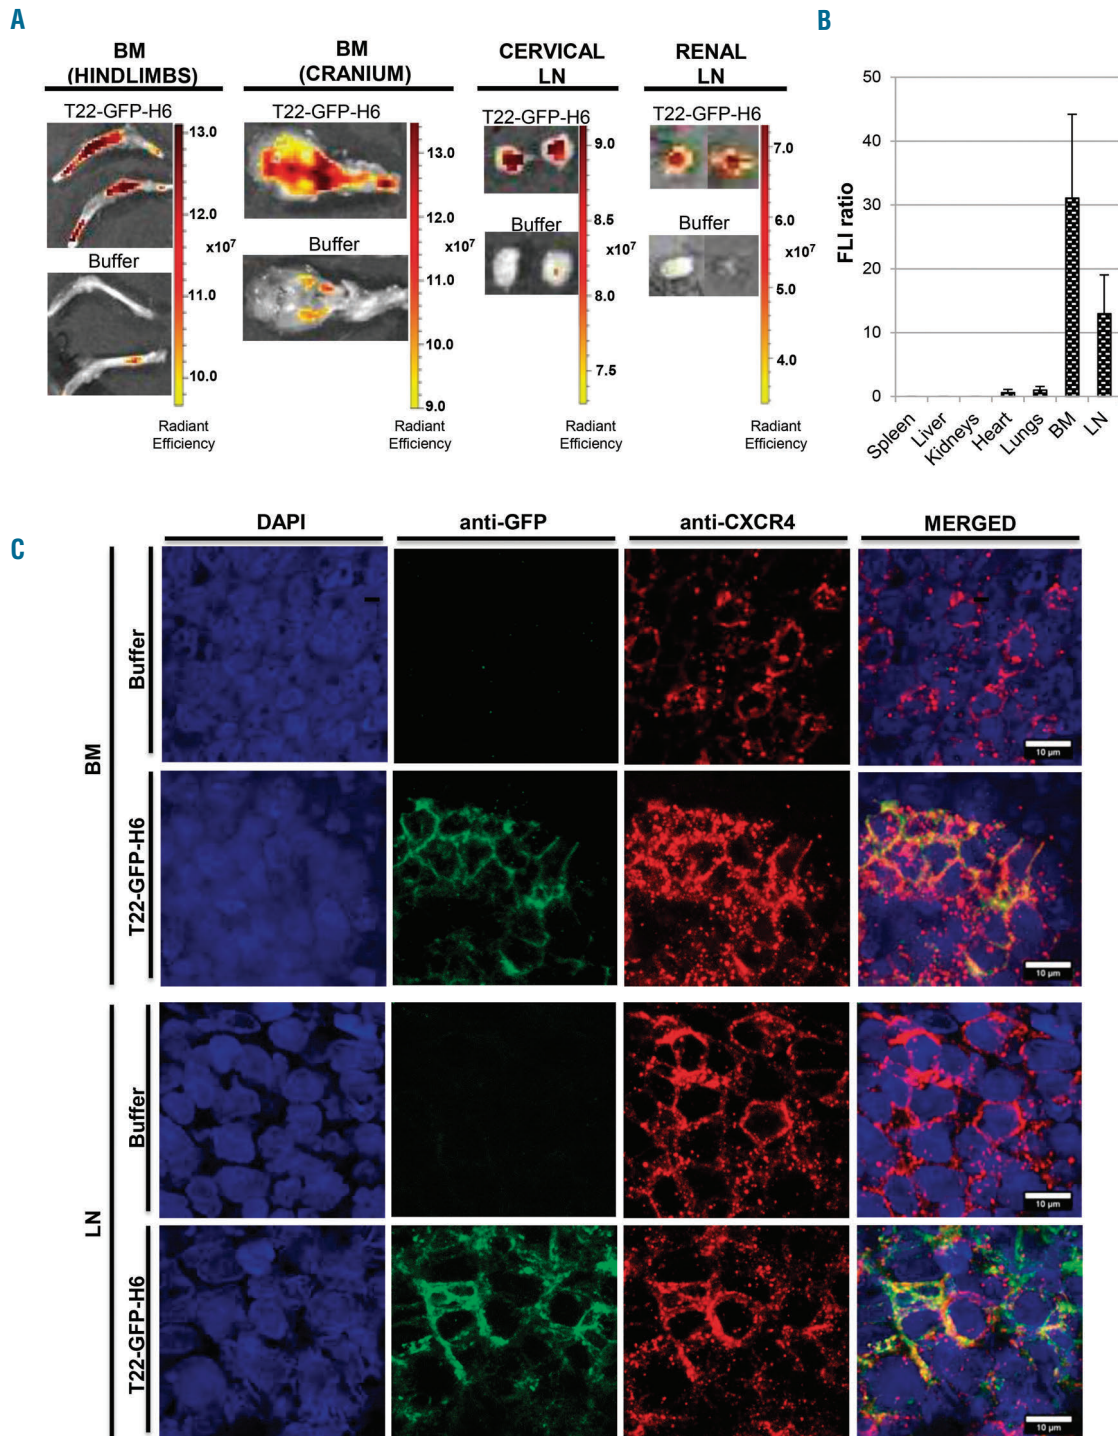 A
BM
(HINDLIMBS)
T22-GFP-H6
Buffer
13.0
12.0
x10⁷
11.0
10.0
Radiant
Efficiency
BM
(CRANIUM)
T22-GFP-H6
Buffer
13.0
12.0
x10⁷
11.0
10.0
9.0
Radiant
Efficiency
CERVICAL
LN
T22-GFP-H6
Buffer
9.0
8.5
x10⁷
8.0
7.5
Radiant
Efficiency
RENAL
LN
T22-GFP-H6
Buffer
7.0
6.0
x10⁷
5.0
4.0
Radiant
Efficiency
B
FLI ratio
50
40
30
20
10
0
Spleen
Liver
Kidneys
Heart
Lungs
BM
LN
C
DAPI
anti-GFP
anti-CXCR4
MERGED
BM
Buffer
10 µm
T22-GFP-H6
10 µm
LN
Buffer
10 µm
T22-GFP-H6
10 µm